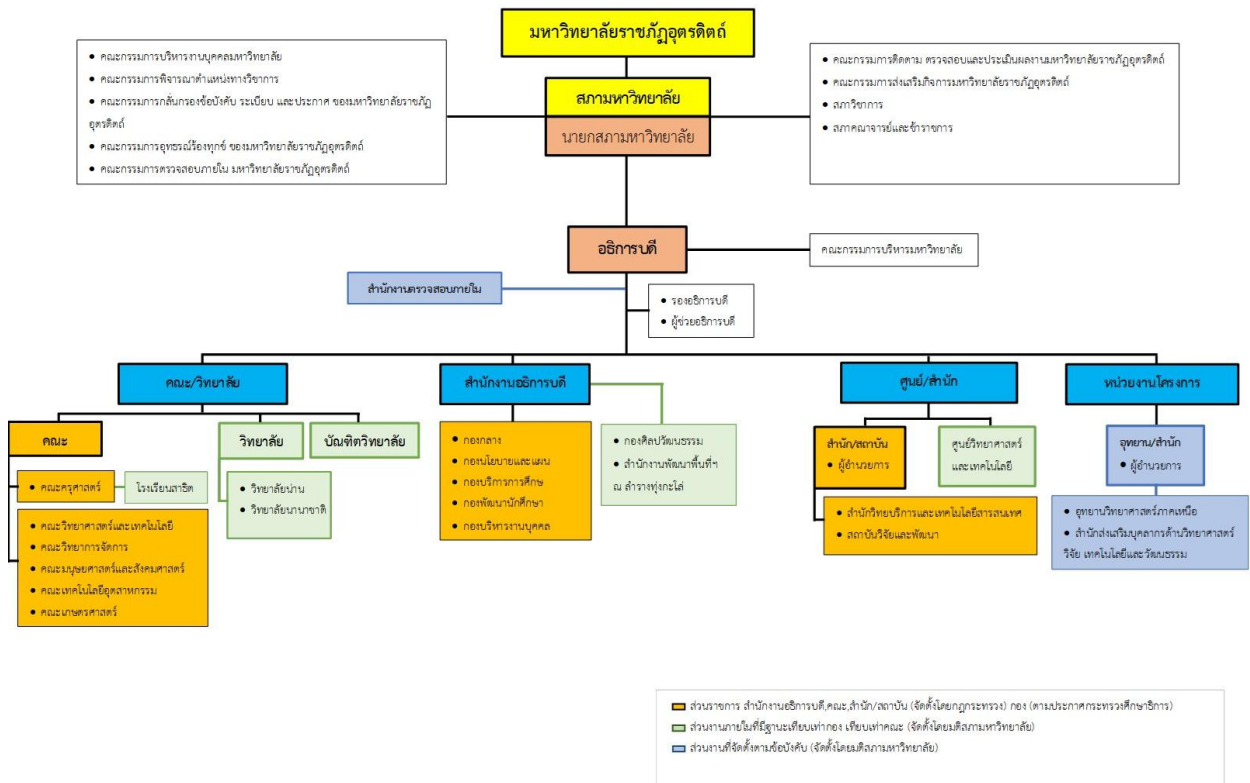 มหาวิทยาลัยราชภัฏอุตรดิตถ์
• คณะกรรมการบริหารงานบุคคลมหาวิทยาลัย
• คณะกรรมการพิจารณาตำแหน่งทางวิชาการ
• คณะกรรมการกลั่นกรองข้อบังคับ ระเบียบ และประกาศ ของมหาวิทยาลัยราชภัฏ
อุตรดิตถ์
• คณะกรรมการอุทธรณ์ร้องทุกข์ ของมหาวิทยาลัยราชภัฏอุตรดิตถ์
• คณะกรรมการตรวจสอบภายใน มหาวิทยาลัยราชภัฏอุตรดิตถ์
สภามหาวิทยาลัย
นายกสภามหาวิทยาลัย
• คณะกรรมการติดตาม ตรวจสอบและประเมินผลงานมหาวิทยาลัยราชภัฏอุตรดิตถ์
• คณะกรรมการส่งเสริมกิจการมหาวิทยาลัยราชภัฏอุตรดิตถ์
• สภาวิชาการ
• สภาคณาจารย์และข้าราชการ
อธิการบดี
คณะกรรมการบริหารมหาวิทยาลัย
สำนักงานตรวจสอบภายใน
• รองอธิการบดี
• ผู้ช่วยอธิการบดี
คณะ/วิทยาลัย
สำนักงานอธิการบดี
ศูนย์/สำนัก
หน่วยงานโครงการ
คณะ
วิทยาลัย
บัณฑิตวิทยาลัย
• คณะครุศาสตร์
โรงเรียนสาธิต
• คณะวิทยาศาสตร์และเทคโนโลยี
• คณะวิทยาการจัดการ
• คณะมนุษยศาสตร์และสังคมศาสตร์
• คณะเทคโนโลยีอุตสาหกรรม
• คณะเกษตรศาสตร์
• วิทยาลัยน่าน
• วิทยาลัยนานาชาติ
• กองกลาง
• กองนโยบายและแผน
• กองบริการการศึกษ
• กองพัฒนานักศึกษา
• กองบริหารงานบุคคล
• กองศิลปวัฒนธรรม
• สำนักงานพัฒนาพื้นที่ฯ
ณ ลำรางทุ่งกะโล่
สำนัก/สถาบัน
• ผู้อำนวยการ
ศูนย์วิทยาศาสตร์
และเทคโนโลยี
• สำนักวิทยบริการและเทคโนโลยีสารสนเทศ
• สถาบันวิจัยและพัฒนา
อุทยาน/สำนัก
• ผู้อำนวยการ
• อุทยานวิทยาศาสตร์ภาคเหนือ
• สำนักส่งเสริมบุคลากรด้านวิทยาศาสตร์
วิจัย เทคโนโลยีและวัฒนธรรม
ส่วนราชการ สำนักงานอธิการบดี,คณะ,สำนัก/สถาบัน (จัดตั้งโดยกฎกระทรวง) กอง (ตามประกาศกระทรวงศึกษาธิการ)
ส่วนงานภายในที่มีฐานะเทียบเท่ากอง เทียบเท่าคณะ (จัดตั้งโดยมติสภามหาวิทยาลัย)
ส่วนงานที่จัดตั้งตามข้อบังคับ (จัดตั้งโดยมติสภามหาวิทยาลัย)